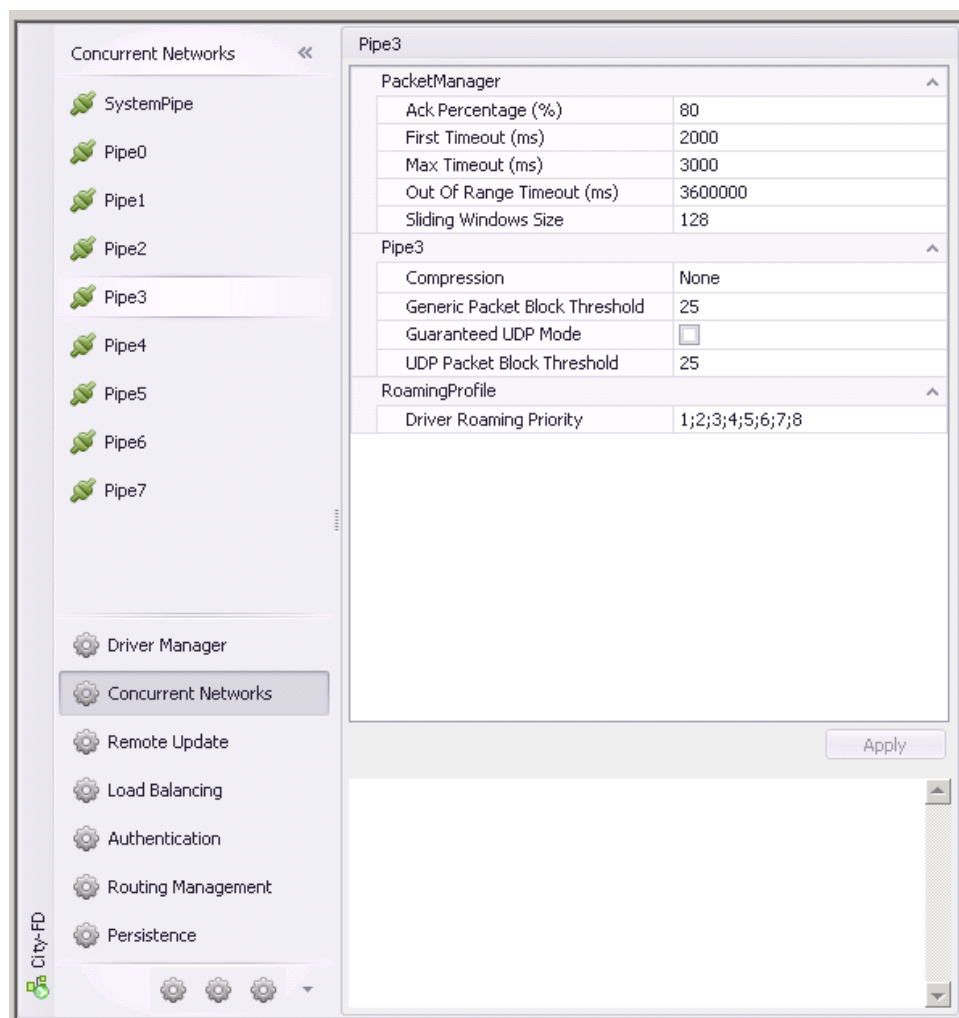 Concurrent Networks
SystemPipe
Pipe0
Pipe1
Pipe2
Pipe3
Pipe4
Pipe5
Pipe6
Pipe7
Driver Manager
Concurrent Networks
Remote Update
Load Balancing
Authentication
Routing Management
Persistence
City-FD
Pipe3
PacketManager
Ack Percentage (%) 80
First Timeout (ms) 2000
Max Timeout (ms) 3000
Out Of Range Timeout (ms) 3600000
Sliding Windows Size 128
Pipe3
Compression None
Generic Packet Block Threshold 25
Guaranteed UDP Mode
UDP Packet Block Threshold 25
RoamingProfile
Driver Roaming Priority 1;2;3;4;5;6;7;8
Apply